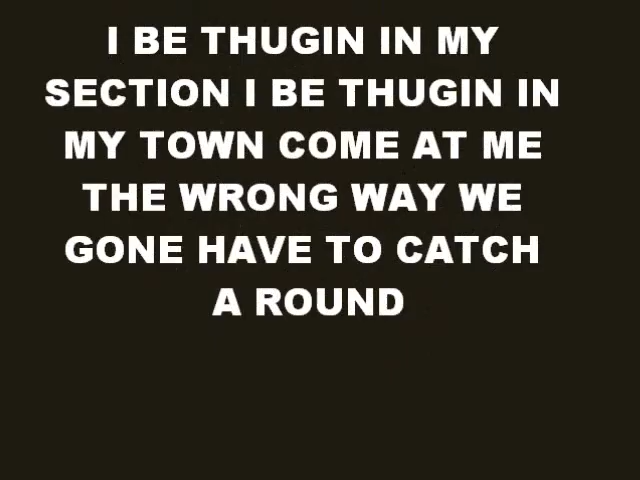 I BE THUGIN IN MY
SECTION I BE THUGIN IN
MY TOWN COME AT ME
THE WRONG WAY WE
GONE HAVE TO CATCH
A ROUND